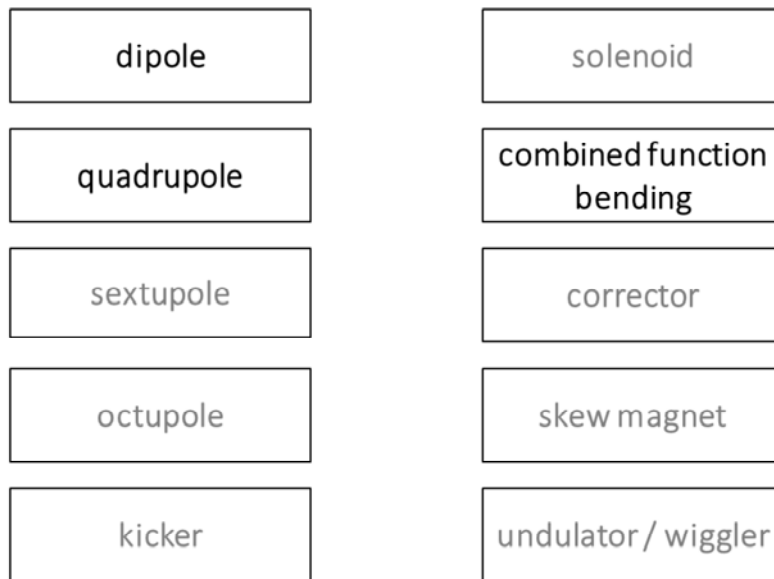 dipole
solenoid
quadrupole
combined function
bending
sextupole
corrector
octupole
skew magnet
kicker
undulator / wiggler